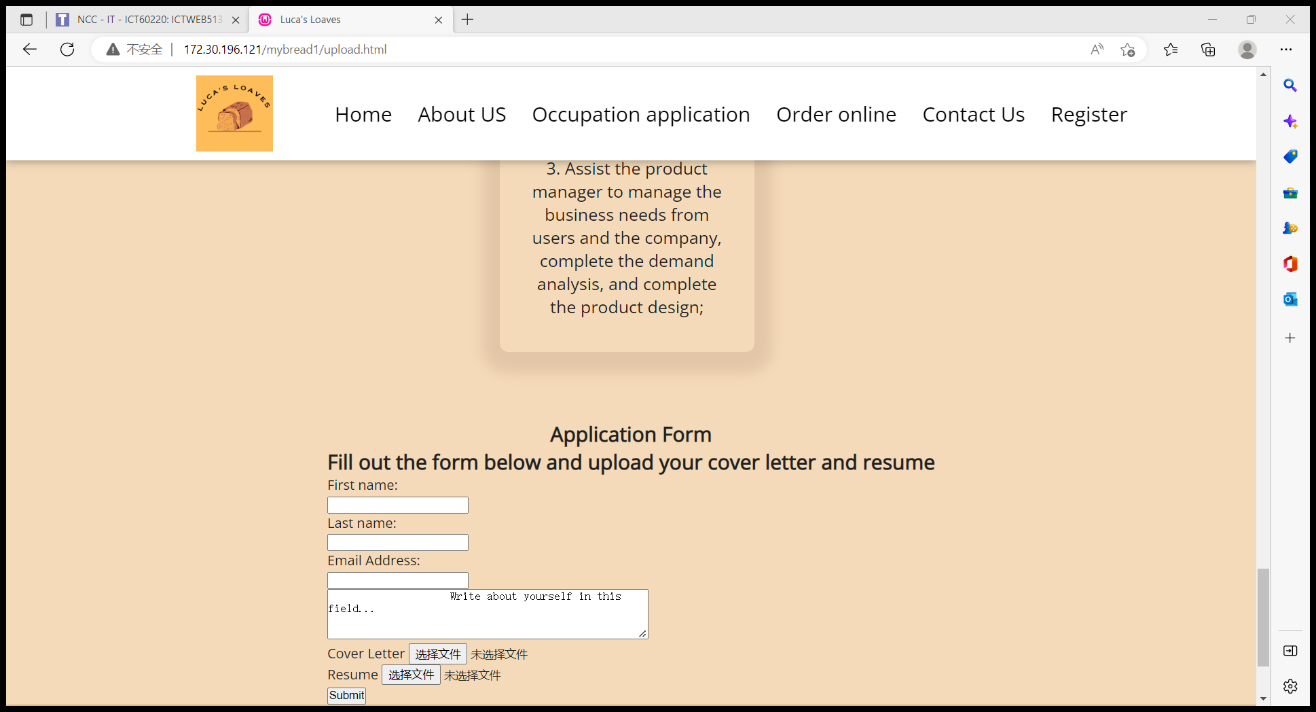 NCC - IT - ICT60220: ICTWEB513
Luca's Loaves
不安全
172.30.196.121/mybread1/upload.html
LUCA'S LOAVES
Home About US Occupation application Order online Contact Us Register
3. Assist the product
manager to manage the
business needs from
users and the company,
complete the demand
analysis, and complete
the product design;
Application Form
Fill out the form below and upload your cover letter and resume
First name:
Last name:
Email Address:
Write about yourself in this
field...
Cover Letter 选择文件 未选择文件
Resume 选择文件 未选择文件
Submit